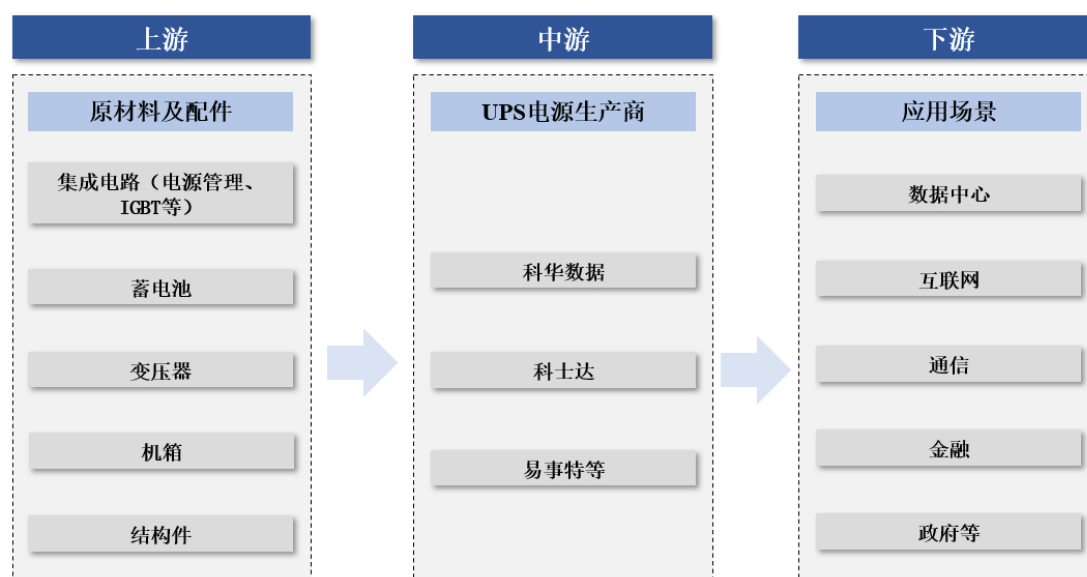 上游
原材料及配件
集成电路（电源管理、
IGBT等）
蓄电池
变压器
机箱
结构件
中游
UPS电源生产商
科华数据
科士达
易事特等
下游
应用场景
数据中心
互联网
通信
金融
政府等